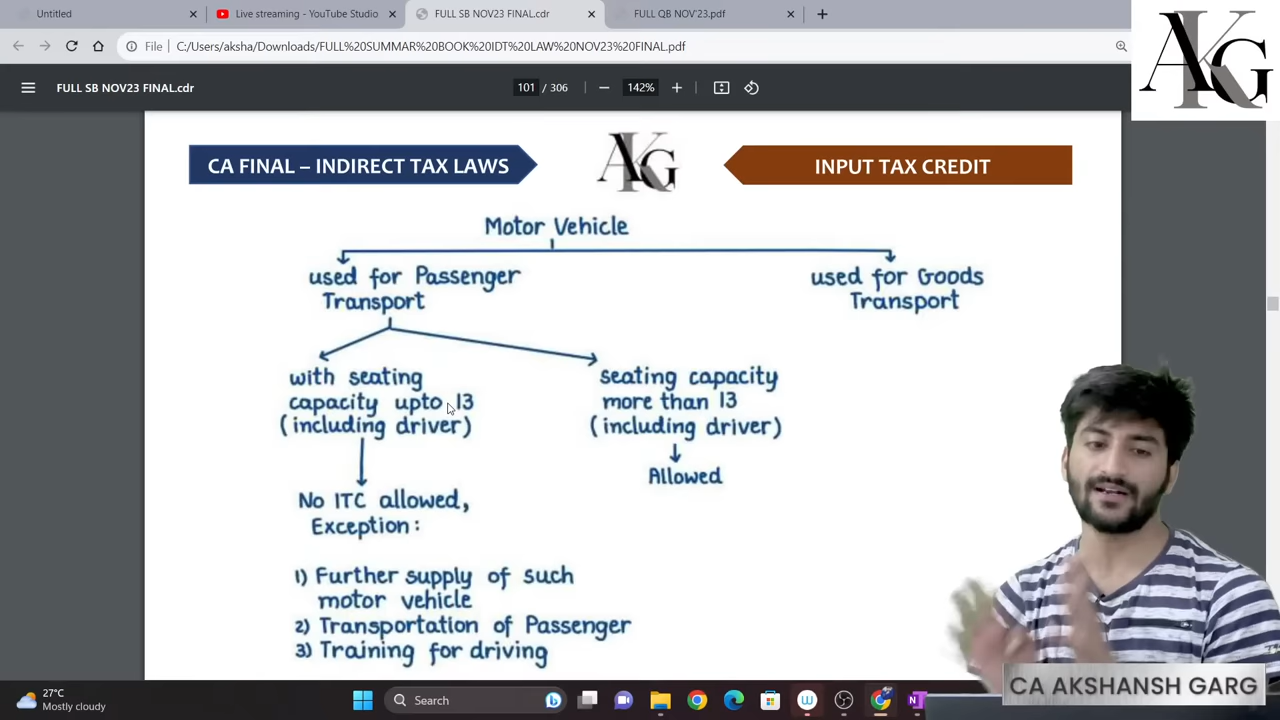 Untitled
Live streaming - YouTube Studio
FULL SB NOV23 FINAL.cdr
FULL QB NOV'23.pdf
File
C:/Users/aksha/Downloads/FULL%20SUMMAR%20BOOK%20IDT%20LAW%20NOV23%20FINAL.pdf
AKG
FULL SB NOV23 FINAL.cdr
101 / 306
142%
CA FINAL – INDIRECT TAX LAWS
AKG
INPUT TAX CREDIT
Motor Vehicle
used for Passenger
Transport
used for Goods
Transport
with seating
capacity upto 13
(including driver)
seating capacity
more than 13
(including driver)
Allowed
No ITC allowed,
Exception:
1) Further supply of such
motor vehicle
2) Transportation of Passenger
3) Training for driving
CA AKSHANSH GARG
27°C
Mostly cloudy
Search